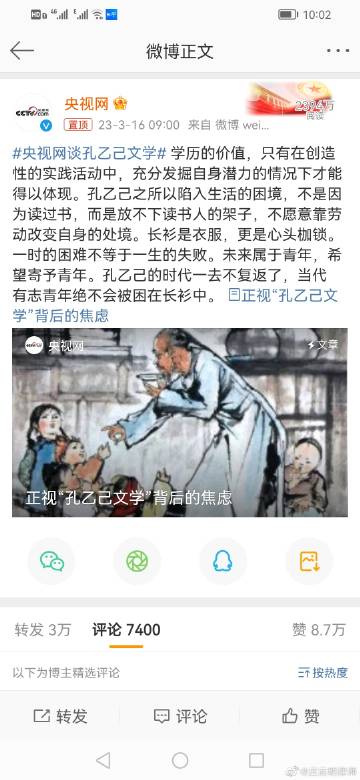 10:02
微博正文
央视网
2394万
阅读
置顶 23-3-16 09:00 来自 微博 wei...
#央视网谈孔乙己文学# 学历的价值，只有在创造
性的实践活动中，充分发掘自身潜力的情况下才能
得以体现。孔乙己之所以陷入生活的困境，不是因
为读过书，而是放不下读书人的架子，不愿意靠劳
动改变自身的处境。长衫是衣服，更是心头枷锁。
一时的困难不等于一生的失败。未来属于青年，希
望寄予青年。孔乙己的时代一去不复返了，当代
有志青年绝不会被困在长衫中。 正视“孔乙己文
学”背后的焦虑
央视网
文章
正视“孔乙己文学”背后的焦虑
转发 3万 评论 7400 赞 8.7万
以下为博主精选评论 按热度
转发 评论 赞